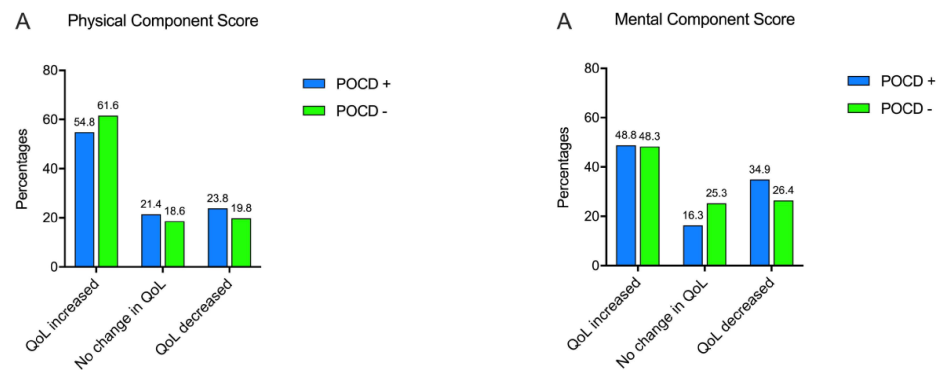 A Physical Component Score
80
60
40
20
0
Percentages
54.8
61.6
21.4
18.6
23.8
19.8
QoL increased
No change in QoL
QoL decreased
POCD +
POCD -
A Mental Component Score
80
60
40
20
0
Percentages
48.8
48.3
16.3
25.3
34.9
26.4
QoL increased
No change in QoL
QoL decreased
POCD +
POCD -